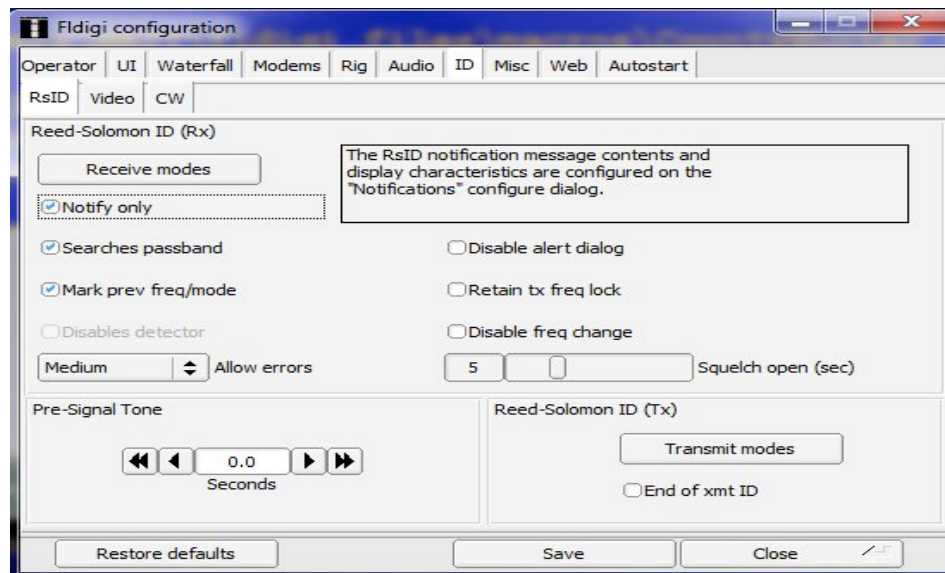 Fldigi configuration
Operator UI Waterfall Modems Rig Audio ID Misc Web Autostart
RsID Video CW
Reed-Solomon ID (Rx)
Receive modes
The RsID notification message contents and
display characteristics are configured on the
"Notifications" configure dialog.
Notify only
Searches passband
Disable alert dialog
Mark prev freq/mode
Retain tx freq lock
Disables detector
Disable freq change
Medium Allow errors
5 Squelch open (sec)
Pre-Signal Tone
0.0
Seconds
Reed-Solomon ID (Tx)
Transmit modes
End of xmt ID
Restore defaults Save Close